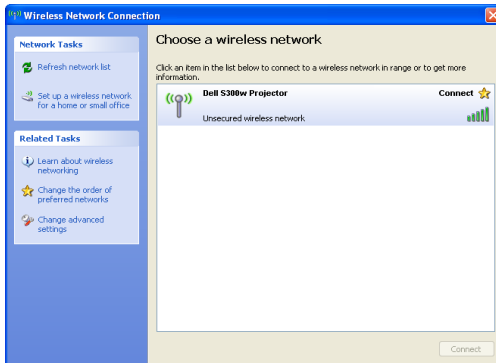 Wireless Network Connection
Network Tasks
Refresh network list
Set up a wireless network
for a home or small office
Related Tasks
Learn about wireless
networking
Change the order of
preferred networks
Change advanced
settings
Choose a wireless network
Click an item in the list below to connect to a wireless network in range or to get more
information.
Dell S300w Projector
Connect
Unsecured wireless network
Connect